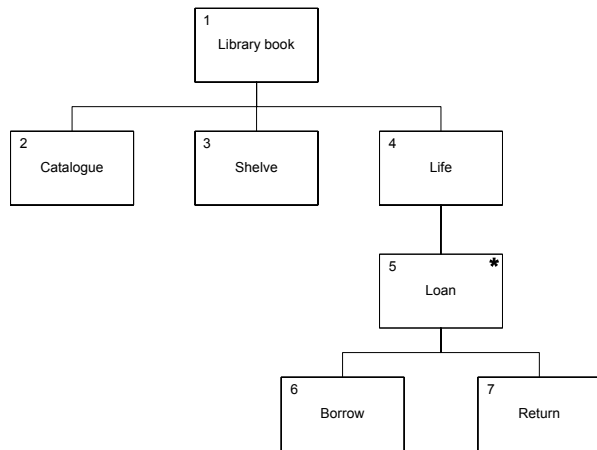 1
Library book
2
Catalogue
3
Shelve
4
Life
5
*
Loan
6
Borrow
7
Return